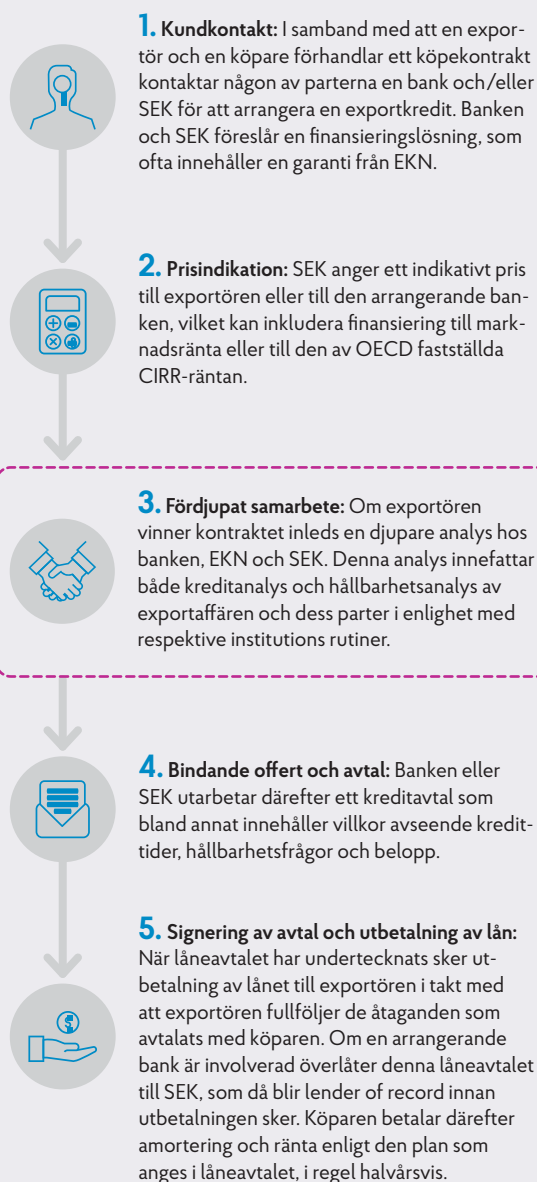 1. Kundkontakt: I samband med att en expor-
tör och en köpare förhandlar ett köpekontrakt
kontaktar någon av parterna en bank och/eller
SEK för att arrangera en exportkredit. Banken
och SEK föreslår en finansieringslösning, som
ofta innehåller en garanti från EKN.
2. Prisindikation: SEK anger ett indikativt pris
till exportören eller till den arrangerande ban-
ken, vilket kan inkludera finansiering till mark-
nadsränta eller till den av OECD fastställda
CIRR-räntan.
3. Fördjupat samarbete: Om exportören
vinner kontraktet inleds en djupare analys hos
banken, EKN och SEK. Denna analys innefattar
både kreditanalys och hållbarhetsanalys av
exportaffären och dess parter i enlighet med
respektive institutions rutiner.
4. Bindande offert och avtal: Banken eller
SEK utarbetar därefter ett kreditavtal som
bland annat innehåller villkor avseende kredit-
tider, hållbarhetsfrågor och belopp.
5. Signering av avtal och utbetalning av lån:
När låneavtalet har undertecknats sker ut-
betalning av lånet till exportören i takt med
att exportören fullföljer de åtaganden som
avtalats med köparen. Om en arrangerande
bank är involverad överlåter denna låneavtalet
till SEK, som då blir lender of record innan
utbetalningen sker. Köparen betalar därefter
amortering och ränta enligt den plan som
anges i låneavtalet, i regel halvårsvis.